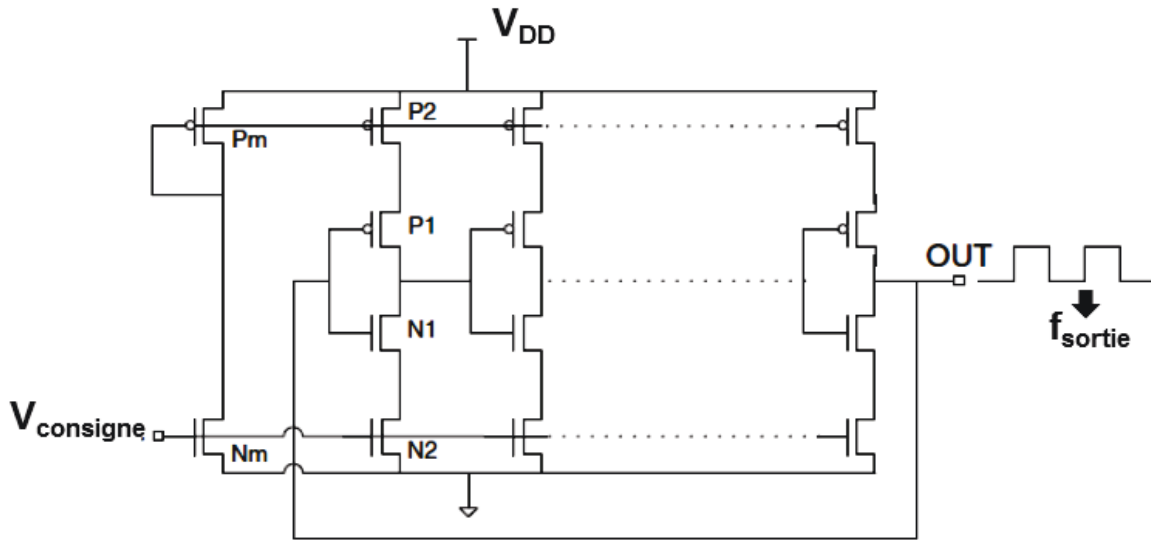 VDD
P2
Pm
P1
OUT
N1
fsortie
Vconsigne
Nm
N2